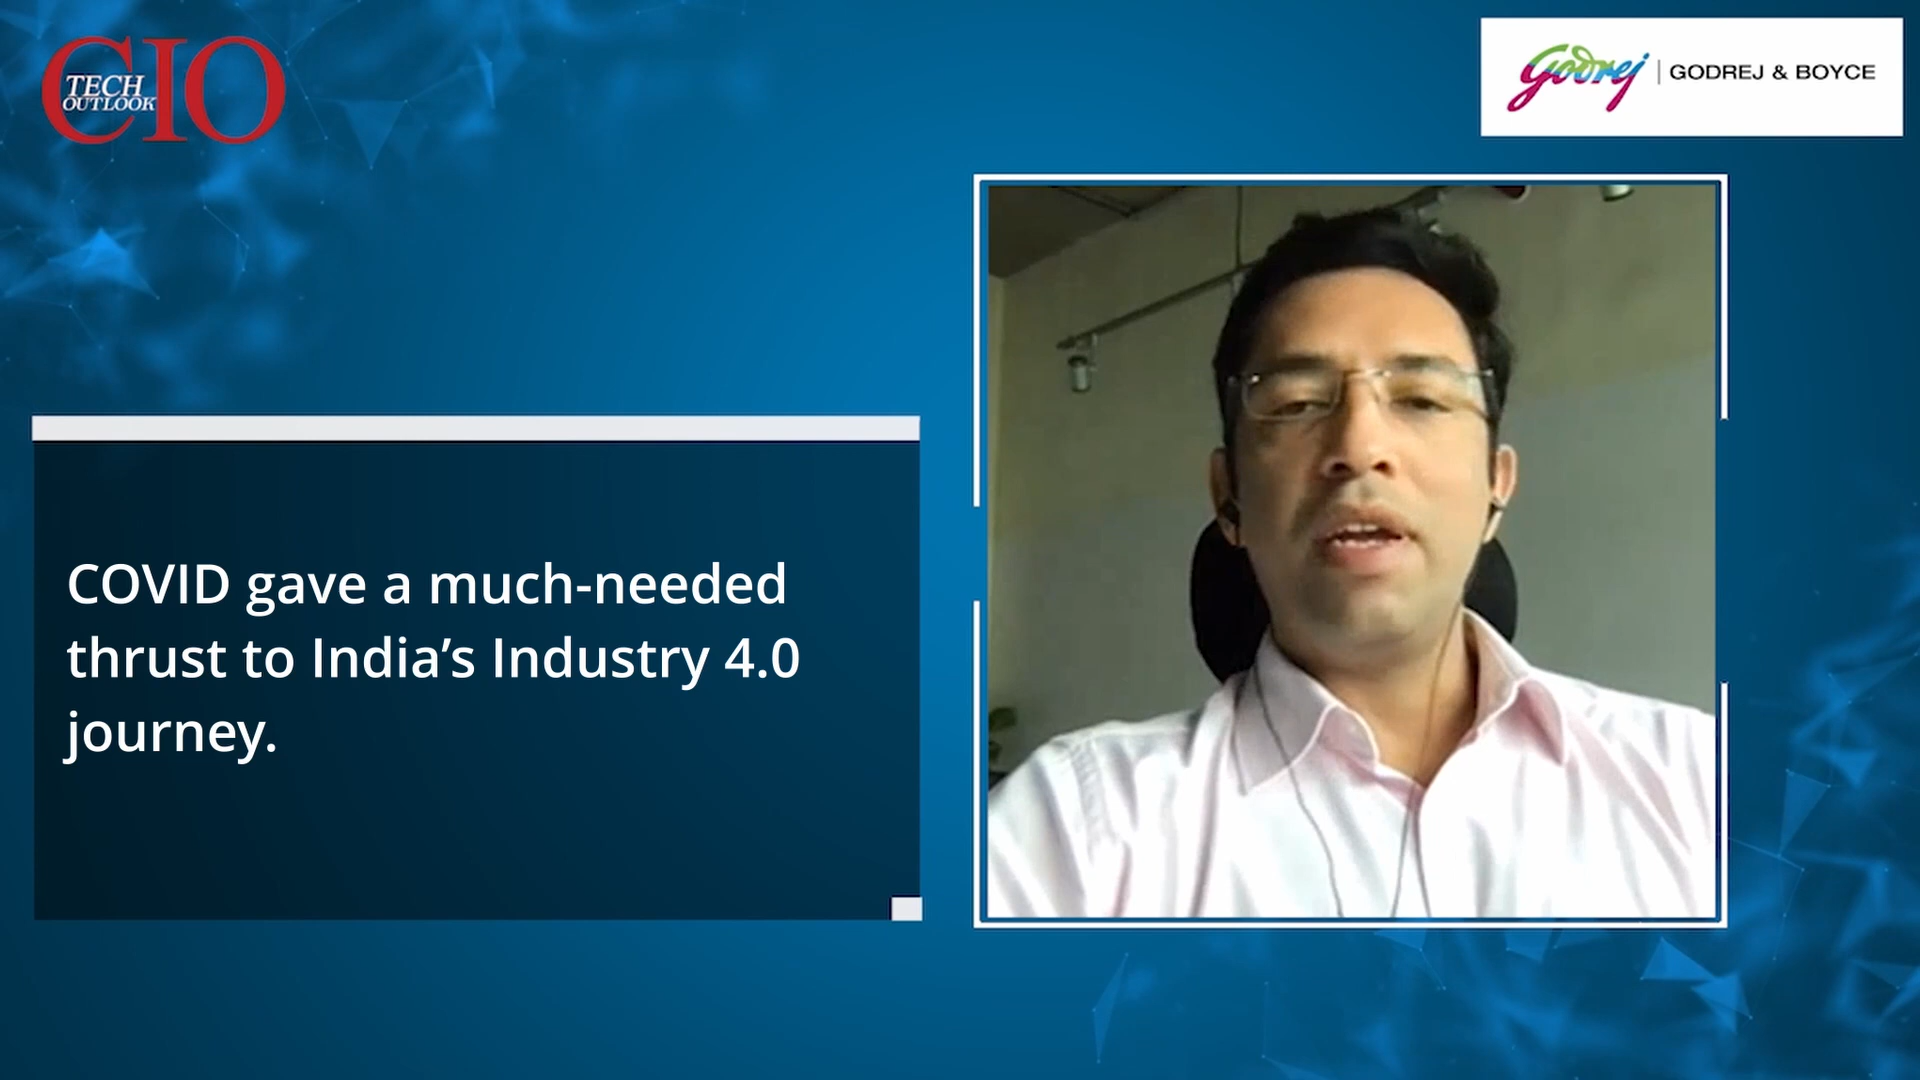 CIO
TECH
OUTLOOK
Godrej | GODREJ & BOYCE
COVID gave a much-needed
thrust to India’s Industry 4.0
journey.